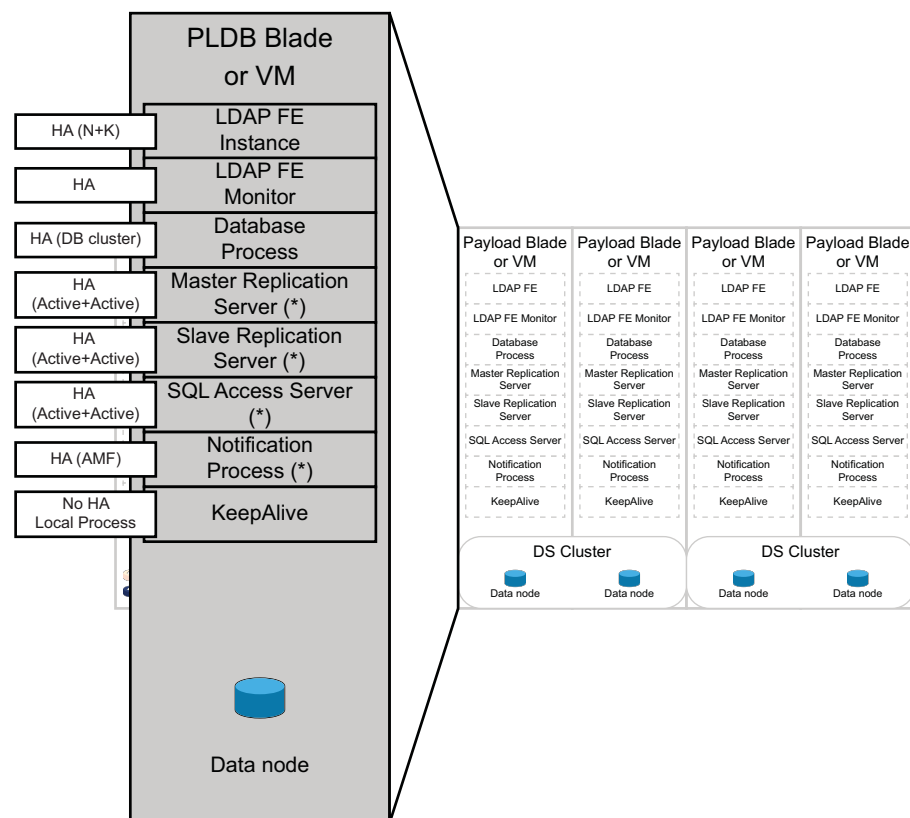 PLDB Blade
or VM
HA (N+K)
LDAP FE
Instance
HA
LDAP FE
Monitor
HA (DB cluster)
Database
Process
HA
(Active+Active)
Master Replication
Server (*)
HA
(Active+Active)
Slave Replication
Server (*)
HA
(Active+Active)
SQL Access Server
(*)
HA (AMF)
Notification
Process (*)
No HA
Local Process
KeepAlive
Data node
Payload Blade
or VM
LDAP FE
LDAP FE Monitor
Database
Process
Master Replication
Server
Slave Replication
Server
SQL Access Server
Notification
Process
KeepAlive
Payload Blade
or VM
LDAP FE
LDAP FE Monitor
Database
Process
Master Replication
Server
Slave Replication
Server
SQL Access Server
Notification
Process
KeepAlive
Payload Blade
or VM
LDAP FE
LDAP FE Monitor
Database
Process
Master Replication
Server
Slave Replication
Server
SQL Access Server
Notification
Process
KeepAlive
Payload Blade
or VM
LDAP FE
LDAP FE Monitor
Database
Process
Master Replication
Server
Slave Replication
Server
SQL Access Server
Notification
Process
KeepAlive
DS Cluster
Data node
Data node
DS Cluster
Data node
Data node